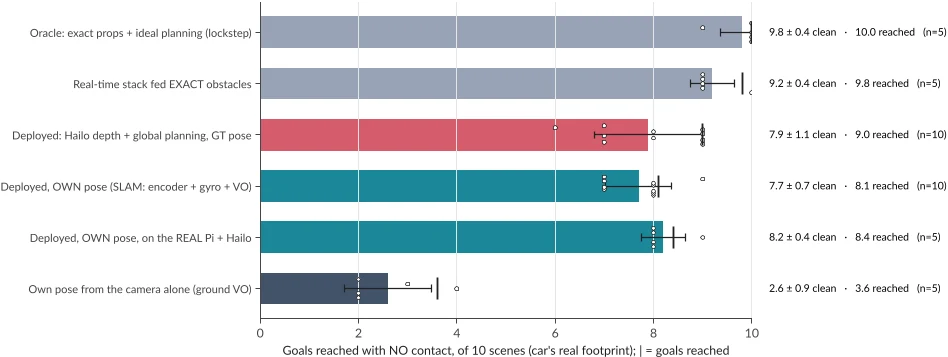 Oracle: exact props + ideal planning (lockstep) 9.8 ± 0.4 clean · 10.0 reached (n=5)
Real-time stack fed EXACT obstacles 9.2 ± 0.4 clean · 9.8 reached (n=5)
Deployed: Hailo depth + global planning, GT pose 7.9 ± 1.1 clean · 9.0 reached (n=10)
Deployed, OWN pose (SLAM: encoder + gyro + VO) 7.7 ± 0.7 clean · 8.1 reached (n=10)
Deployed, OWN pose, on the REAL Pi + Hailo 8.2 ± 0.4 clean · 8.4 reached (n=5)
Own pose from the camera alone (ground VO) 2.6 ± 0.9 clean · 3.6 reached (n=5)
0 2 4 6 8 10
Goals reached with NO contact, of 10 scenes (car's real footprint); | = goals reached